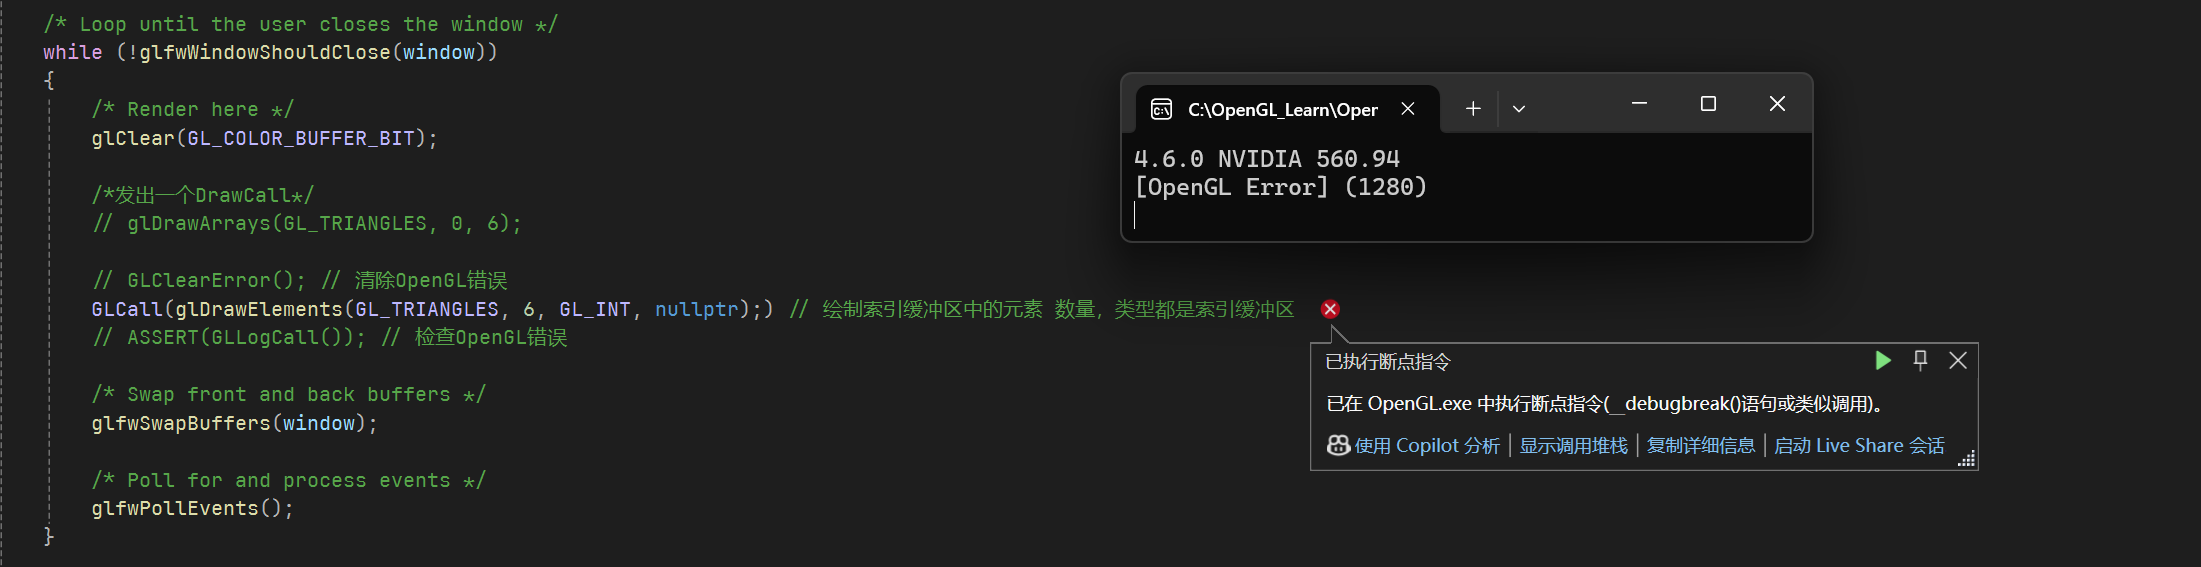 /* Loop until the user closes the window */
while (!glfwWindowShouldClose(window))
{
/* Render here */
glClear(GL_COLOR_BUFFER_BIT);
/*发出一个DrawCall*/
// glDrawArrays(GL_TRIANGLES, 0, 6);
// GLClearError(); // 清除OpenGL错误
GLCall(glDrawElements(GL_TRIANGLES, 6, GL_INT, nullptr);) // 绘制索引缓冲区中的元素 数量，类型都是索引缓冲区
// ASSERT(GLLogCall()); // 检查OpenGL错误
/* Swap front and back buffers */
glfwSwapBuffers(window);
/* Poll for and process events */
glfwPollEvents();
}
C:\OpenGL_Learn\Oper
4.6.0 NVIDIA 560.94
[OpenGL Error] (1280)
已执行断点指令
已在 OpenGL.exe 中执行断点指令(__debugbreak()语句或类似调用)。
使用 Copilot 分析 | 显示调用堆栈 | 复制详细信息 | 启动 Live Share 会话